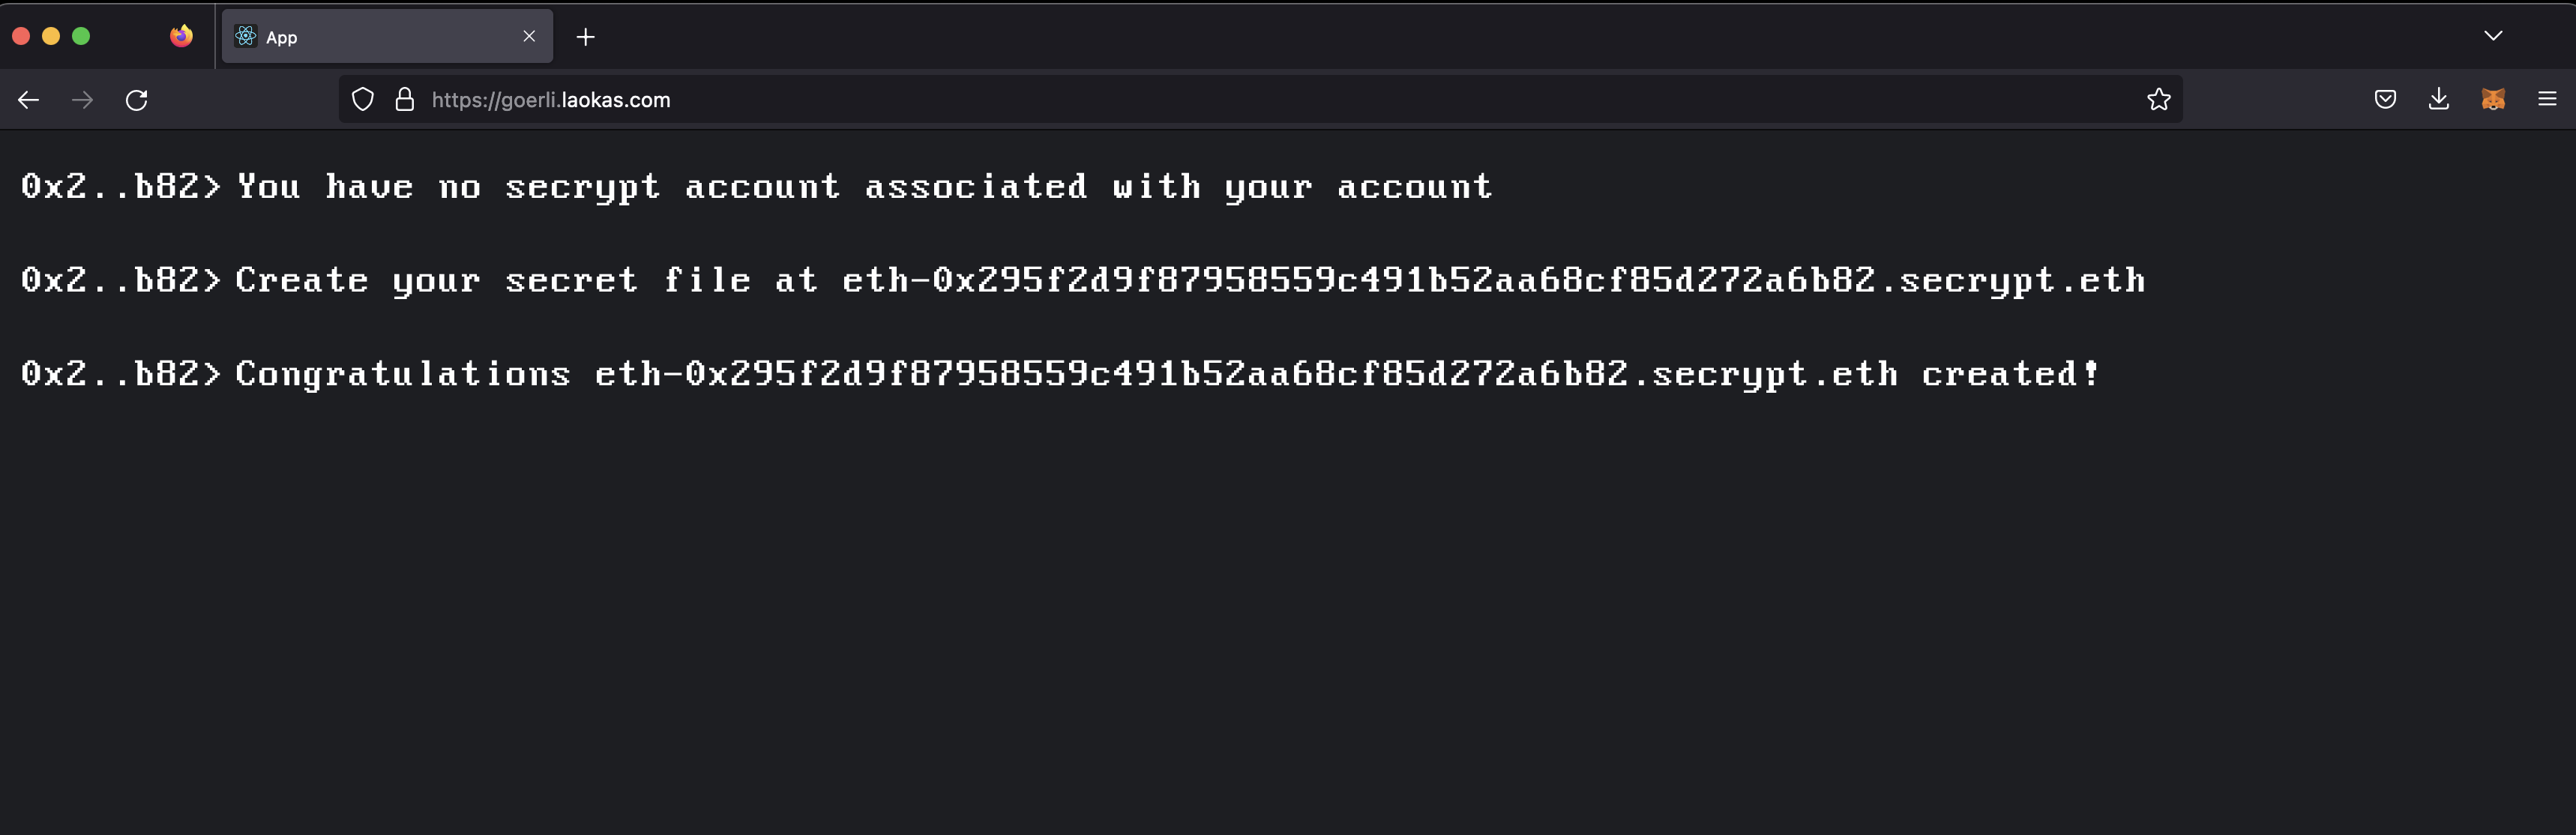 App
https://goerli.laokas.com
0x2..b82> You have no secrypt account associated with your account
0x2..b82> Create your secret file at eth-0x295f2d9f87958559c491b52aa68cf85d272a6b82.secrypt.eth
0x2..b82> Congratulations eth-0x295f2d9f87958559c491b52aa68cf85d272a6b82.secrypt.eth created!